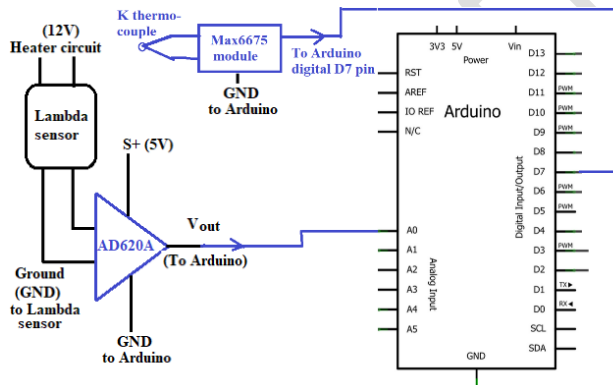 (12V)
Heater circuit
K thermo-
couple
Max6675
module
To Arduino
digital D7 pin
GND
to Arduino
Lambda
sensor
S+ (5V)
AD620A
Vout
(To Arduino)
Ground
(GND)
to Lambda
sensor
GND
to Arduino
3V3 5V Vin
Power
Arduino
RST
AREF
IO REF
N/C
A0
A1
A2
A3
A4
A5
Analog Input
Digital Input/Output
D13
D12
D11 PWM
D10 PWM
D9 PWM
D8
D7
D6 PWM
D5 PWM
D4
D3 PWM
D2
D1 TX▶
D0 RX◀
SCL
SDA
GND